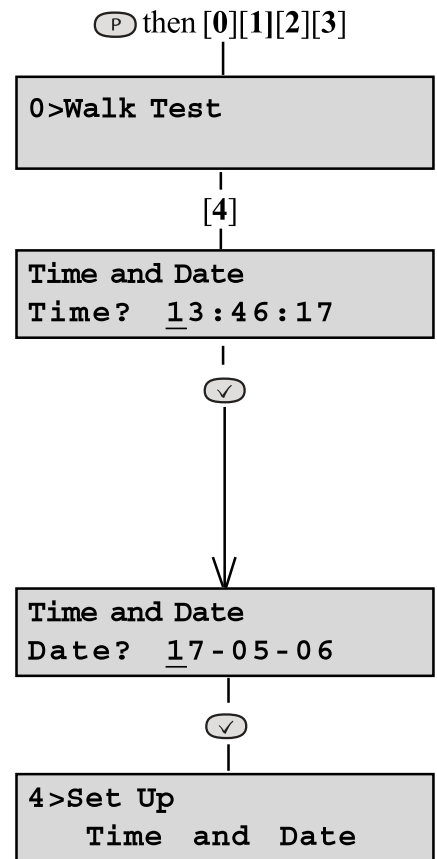 P then [0][1][2][3]
0>Walk Test
[4]
Time and Date
Time? 13:46:17
Time and Date
Date? 17-05-06
4>Set Up
Time and Date